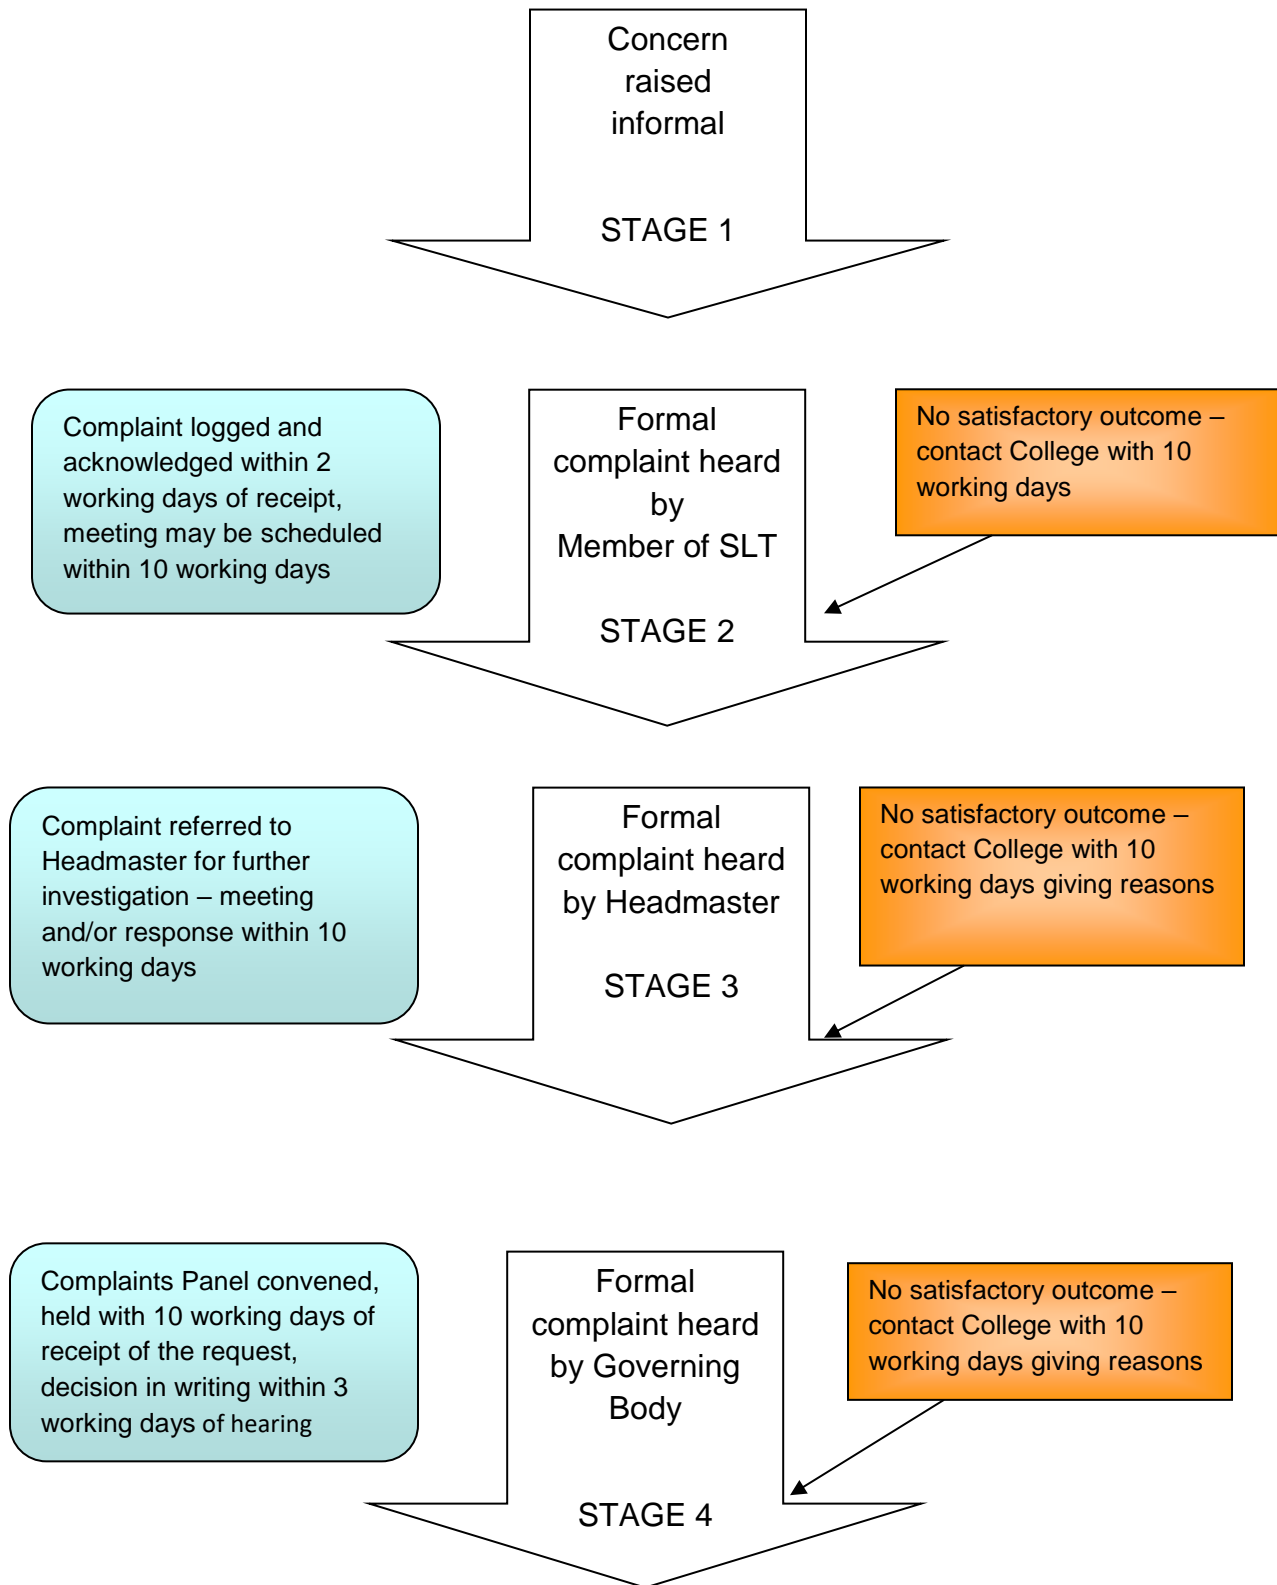 Concern
raised
informal
STAGE 1
Complaint logged and
acknowledged within 2
working days of receipt,
meeting may be scheduled
within 10 working days
Formal
complaint heard
by
Member of SLT
STAGE 2
No satisfactory outcome –
contact College with 10
working days
Complaint referred to
Headmaster for further
investigation – meeting
and/or response within 10
working days
Formal
complaint heard
by Headmaster
STAGE 3
No satisfactory outcome –
contact College with 10
working days giving reasons
Complaints Panel convened,
held with 10 working days of
receipt of the request,
decision in writing within 3
working days of hearing
Formal
complaint heard
by Governing
Body
STAGE 4
No satisfactory outcome –
contact College with 10
working days giving reasons